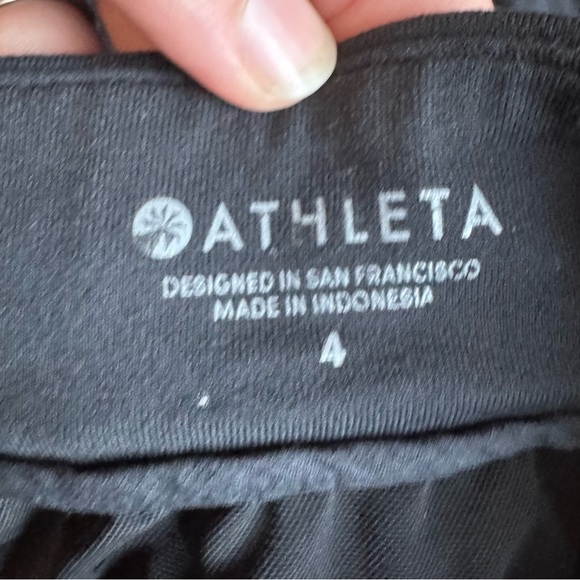 ATHLETA
DESIGNED IN SAN FRANCISCO
MADE IN INDONESIA
4